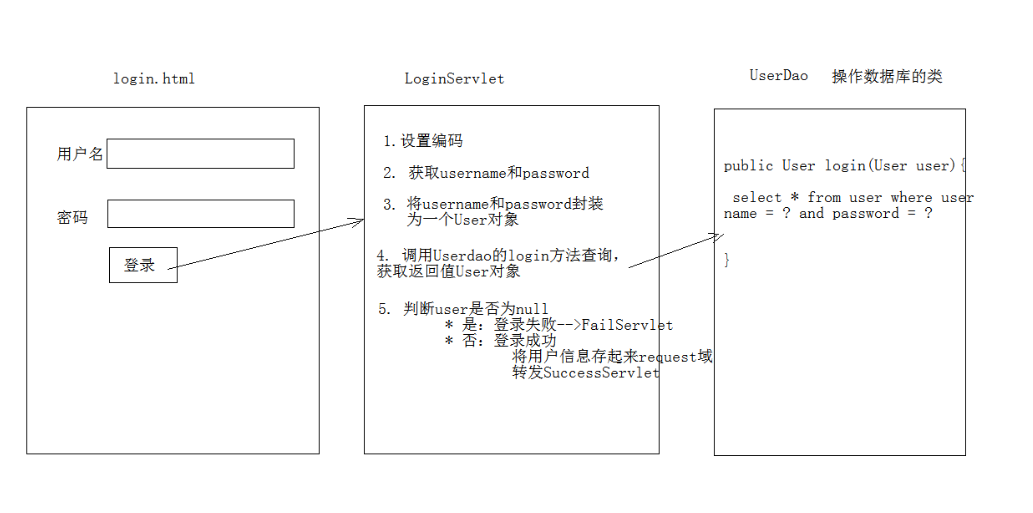 login.html
用户名
密码
登录
LoginServlet
1.设置编码
2. 获取username和password
3. 将username和password封装
为一个User对象
4. 调用Userdao的login方法查询，
获取返回值User对象
5. 判断user是否为null
* 是：登录失败-->FailServlet
* 否：登录成功
将用户信息存起来request域
转发SuccessServlet
UserDao 操作数据库的类
public User login(User user){
select * from user where user
name = ? and password = ?
}